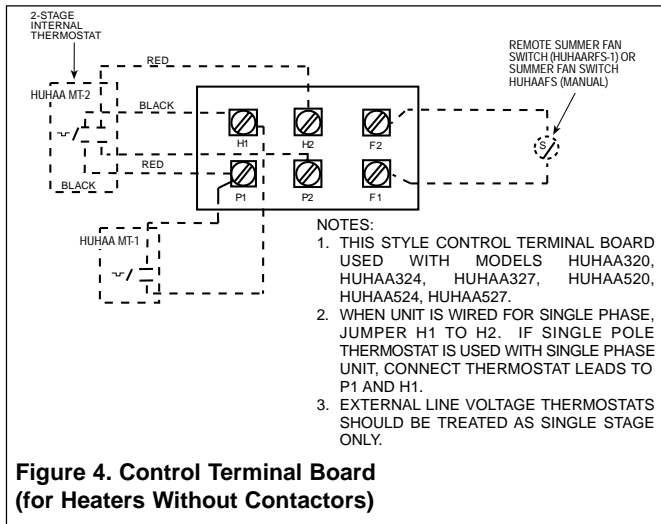 2-STAGE
INTERNAL
THERMOSTAT
RED
HUHAA MT-2
BLACK
RED
BLACK
H1
H2
F2
P1
P2
F1
REMOTE SUMMER FAN
SWITCH (HUHAARFS-1) OR
SUMMER FAN SWITCH
HUHAAFS (MANUAL)
S
HUHAA MT-1
NOTES:
1. THIS STYLE CONTROL TERMINAL BOARD
USED WITH MODELS HUHAA320,
HUHAA324, HUHAA327, HUHAA520,
HUHAA524, HUHAA527.
2. WHEN UNIT IS WIRED FOR SINGLE PHASE,
JUMPER H1 TO H2. IF SINGLE POLE
THERMOSTAT IS USED WITH SINGLE PHASE
UNIT, CONNECT THERMOSTAT LEADS TO
P1 AND H1.
3. EXTERNAL LINE VOLTAGE THERMOSTATS
SHOULD BE TREATED AS SINGLE STAGE
ONLY.
Figure 4. Control Terminal Board
(for Heaters Without Contactors)